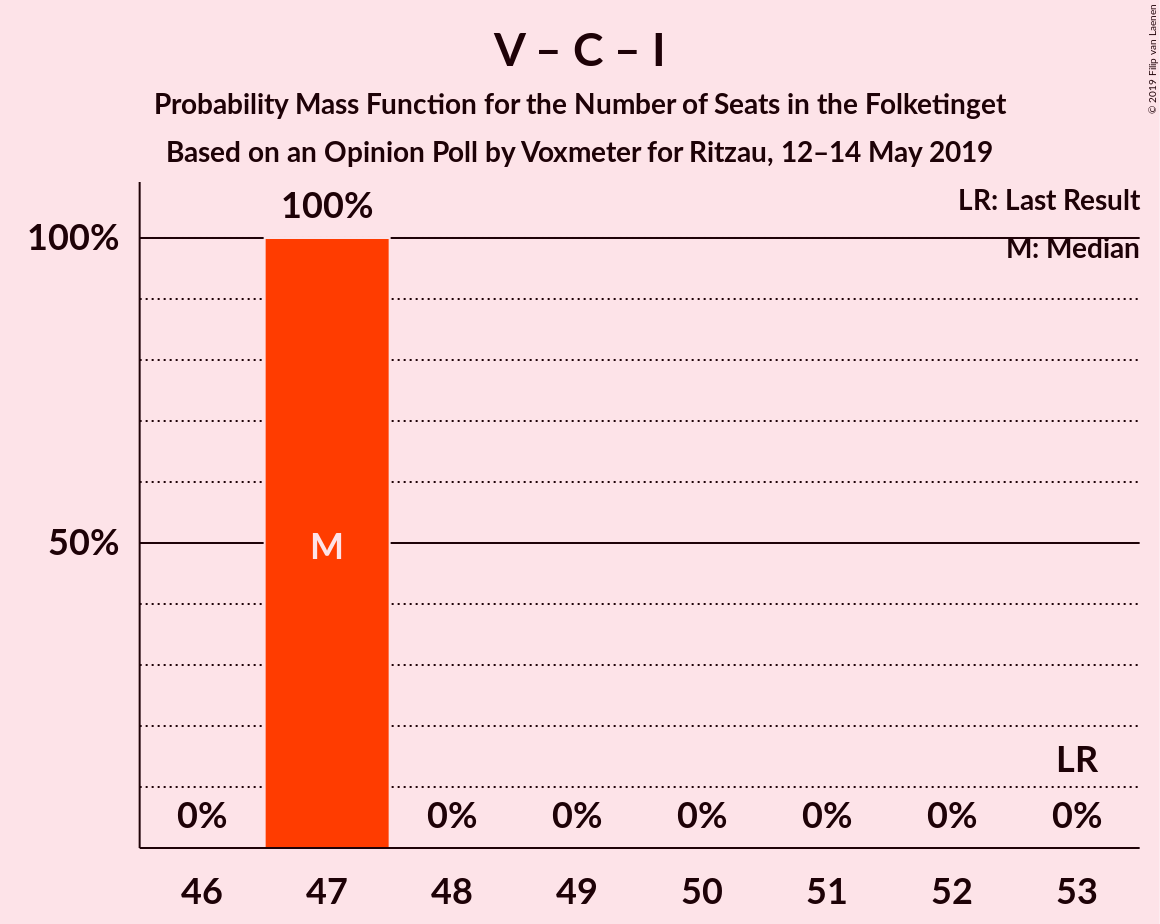 V – C – I
Probability Mass Function for the Number of Seats in the Folketinget
Based on an Opinion Poll by Voxmeter for Ritzau, 12–14 May 2019
© 2019 Filip van Laenen
LR: Last Result
M: Median
100%
100%
50%
M
LR
0%
0%
0%
0%
0%
0%
0%
46
47
48
49
50
51
52
53